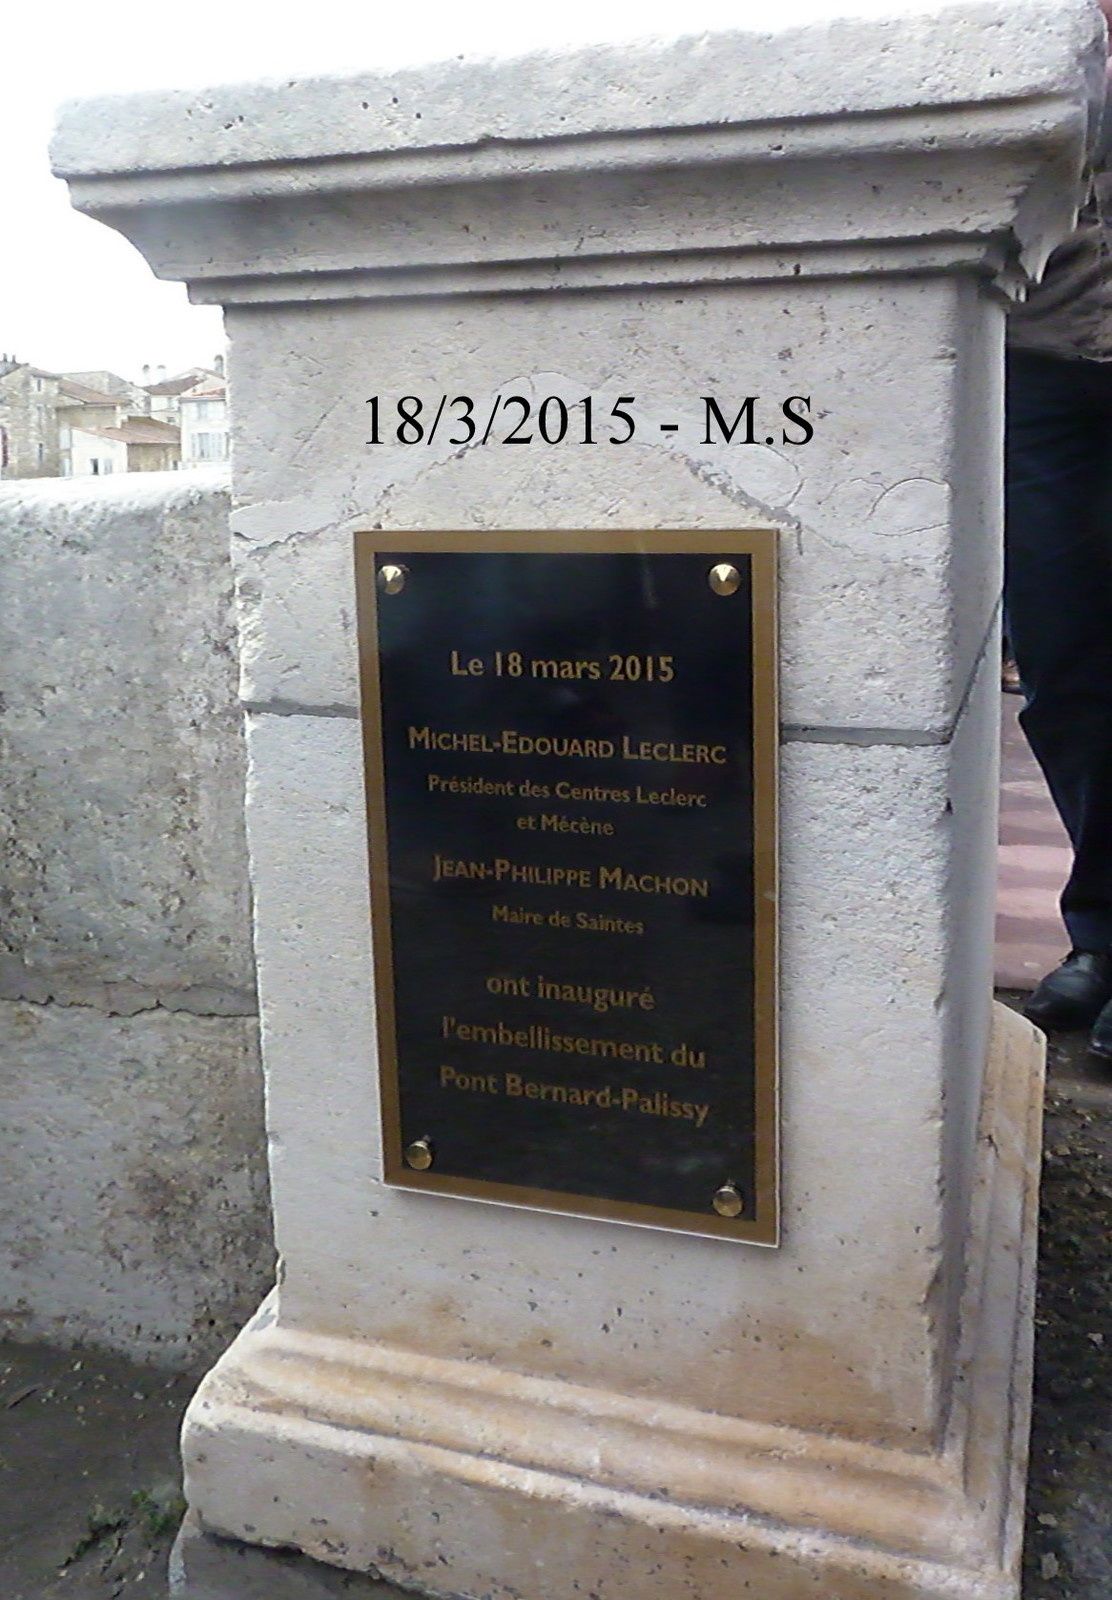 18/3/2015 - M.S
Le 18 mars 2015
MICHEL-EDOUARD LECLERC
Président des Centres Leclerc
et Mécène
JEAN-PHILIPPE MACHON
Maire de Saintes
ont inauguré
l'embellissement du
Pont Bernard-Palissy